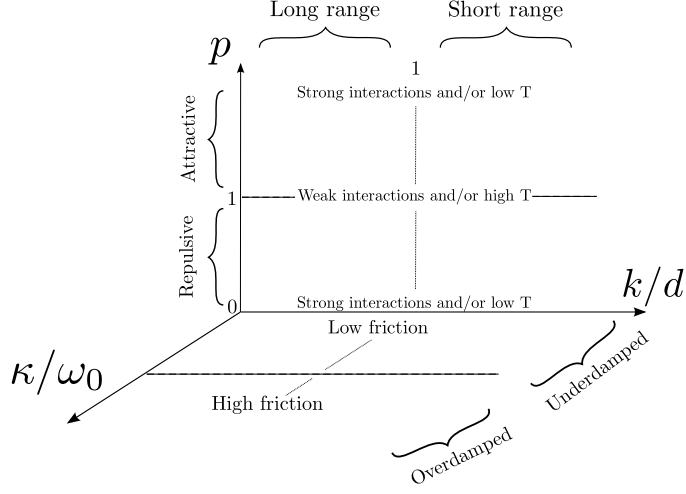 Long range
Short range
p
1
Strong interactions and/or low T
Attractive
1
Weak interactions and/or high T
Repulsive
0
Strong interactions and/or low T
k/d
Low friction
κ/ω₀
High friction
Underdamped
Overdamped